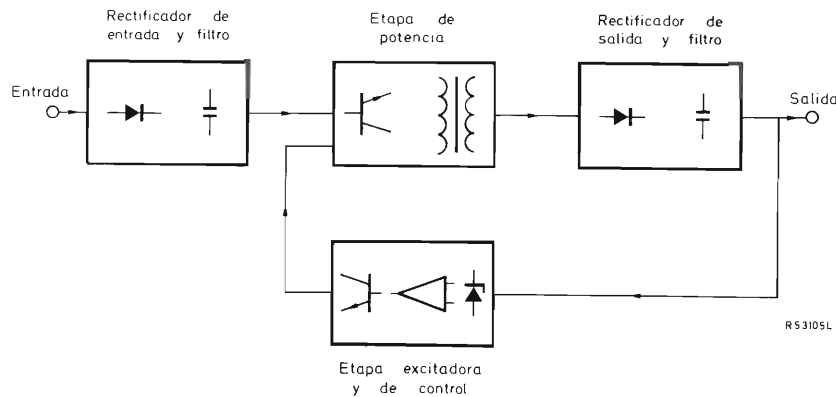 Rectificador de
entrada y filtro
Etapa de
potencia
Rectificador de
salida y filtro
Entrada
Salida
RS3105L
Etapa excitadora
y de control